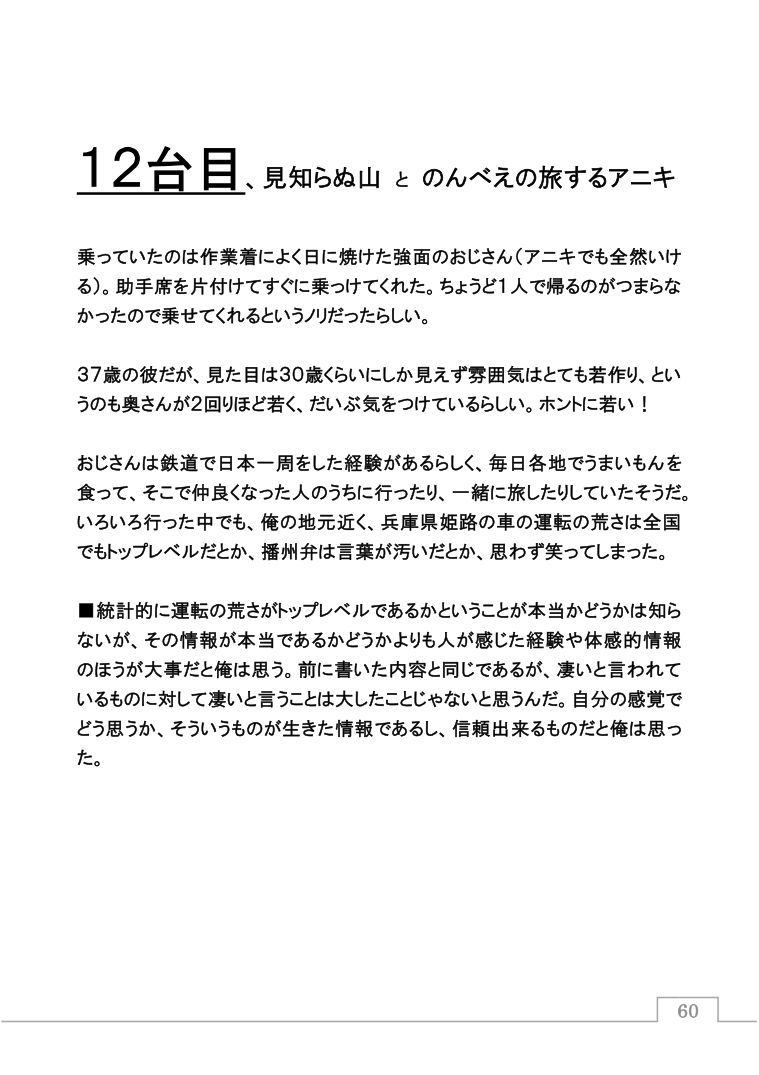 12台目、見知らぬ山 と のんべえの旅するアニキ
乗っていたのは作業着によく日に焼けた強面のおじさん（アニキでも全然いけ
る）。助手席を片付けてすぐに乗っけてくれた。ちょうど１人で帰るのがつまらな
かったので乗せてくれるというノリだったらしい。
37歳の彼だが、見た目は30歳くらいにしか見えず雰囲気はとても若作り、とい
うのも奥さんが2回りほど若く、だいぶ気をつけているらしい。ホントに若い！
おじさんは鉄道で日本一周をした経験があるらしく、毎日各地でうまいもんを
食って、そこで仲良くなった人のうちに行ったり、一緒に旅したりしていたそうだ。
いろいろ行った中でも、俺の地元近く、兵庫県姫路の車の運転の荒さは全国
でもトップレベルだとか、播州弁は言葉が汚いだとか、思わず笑ってしまった。
■統計的に運転の荒さがトップレベルであるかということが本当かどうかは知ら
ないが、その情報が本当であるかどうかよりも人が感じた経験や体感的情報
のほうが大事だと俺は思う。前に書いた内容と同じであるが、凄いと言われて
いるものに対して凄いと言うことは大したことじゃないと思うんだ。自分の感覚で
どう思うか、そういうものが生きた情報であるし、信頼出来るものだと俺は思っ
た。
60